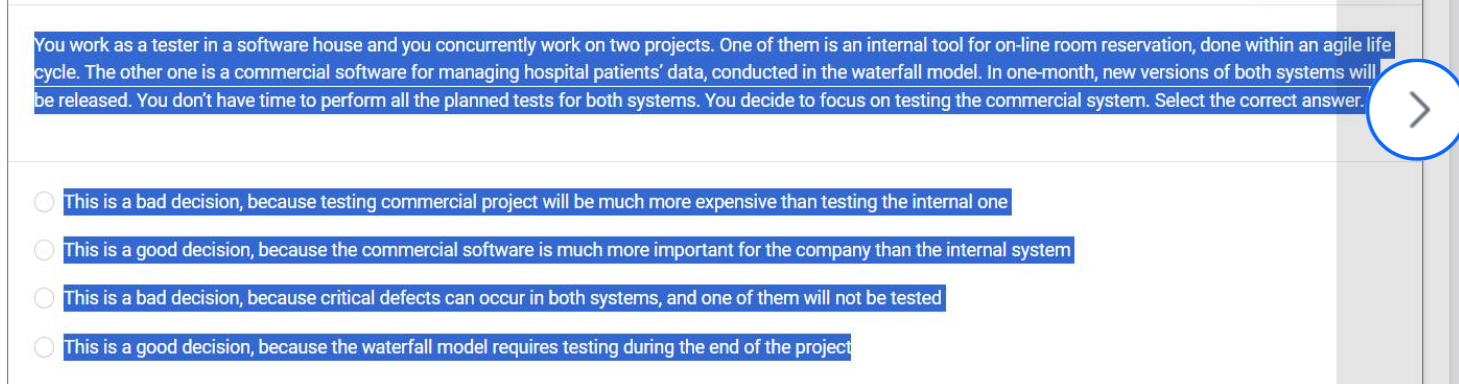 You work as a tester in a software house and you concurrently work on two projects. One of them is an internal tool for on-line room reservation, done within an agile life
cycle. The other one is a commercial software for managing hospital patients’ data, conducted in the waterfall model. In one-month, new versions of both systems will
be released. You don’t have time to perform all the planned tests for both systems. You decide to focus on testing the commercial system. Select the correct answer.
This is a bad decision, because testing commercial project will be much more expensive than testing the internal one
This is a good decision, because the commercial software is much more important for the company than the internal system
This is a bad decision, because critical defects can occur in both systems, and one of them will not be tested
This is a good decision, because the waterfall model requires testing during the end of the project